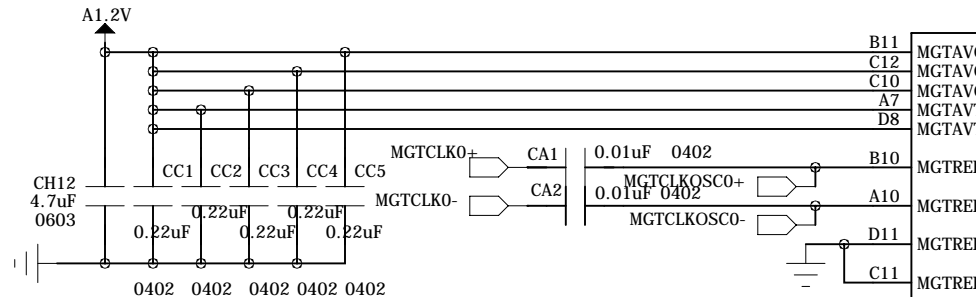 A1.2V
B11 MGTAV
C12 MGTAV
C10 MGTAV
A7 MGTAV
D8 MGTAV
MGTCLK0+ CA1 0.01uF 0402
B10 MGTRE
MGTCLKOSC0+
CH12 CC1 CC2 CC3 CC4 CC5
4.7uF
0603
MGTCLK0- CA2 0.01uF 0402
A10 MGTRE
0.22uF 0.22uF
MGTCLKOSC0-
0.22uF 0.22uF 0.22uF
D11 MGTRE
C11 MGTRE
0402 0402 0402 0402 0402